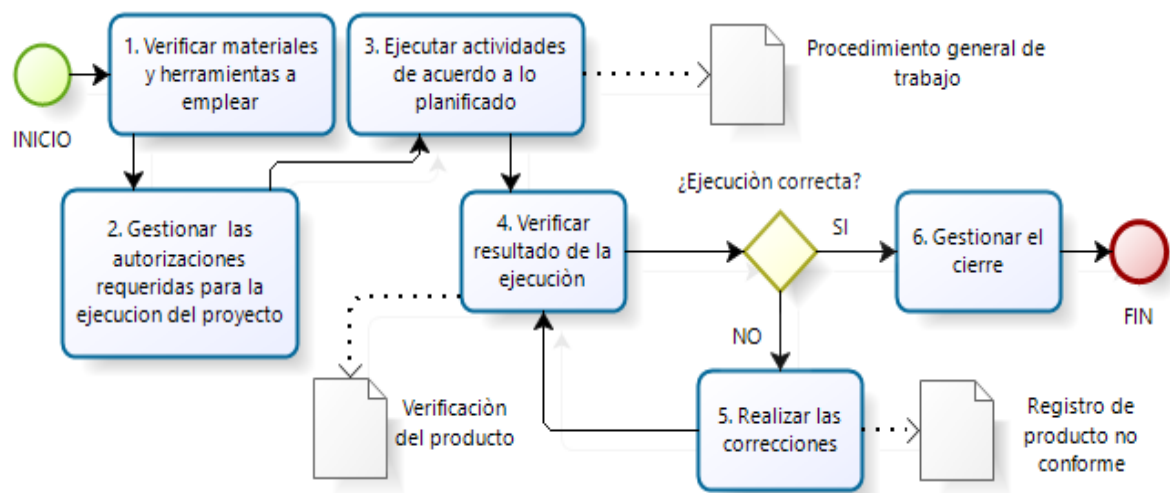 INICIO
1. Verificar materiales
y herramientas a
emplear
2. Gestionar  las
autorizaciones
requeridas para la
ejecucion del proyecto
3. Ejecutar actividades
de acuerdo a lo
planificado
Procedimiento general de
trabajo
4. Verificar
resultado de la
ejecuciòn
Verificaciòn
del producto
¿Ejecuciòn correcta?
SI
NO
5. Realizar las
correcciones
Registro de
producto no
conforme
6. Gestionar el
cierre
FIN